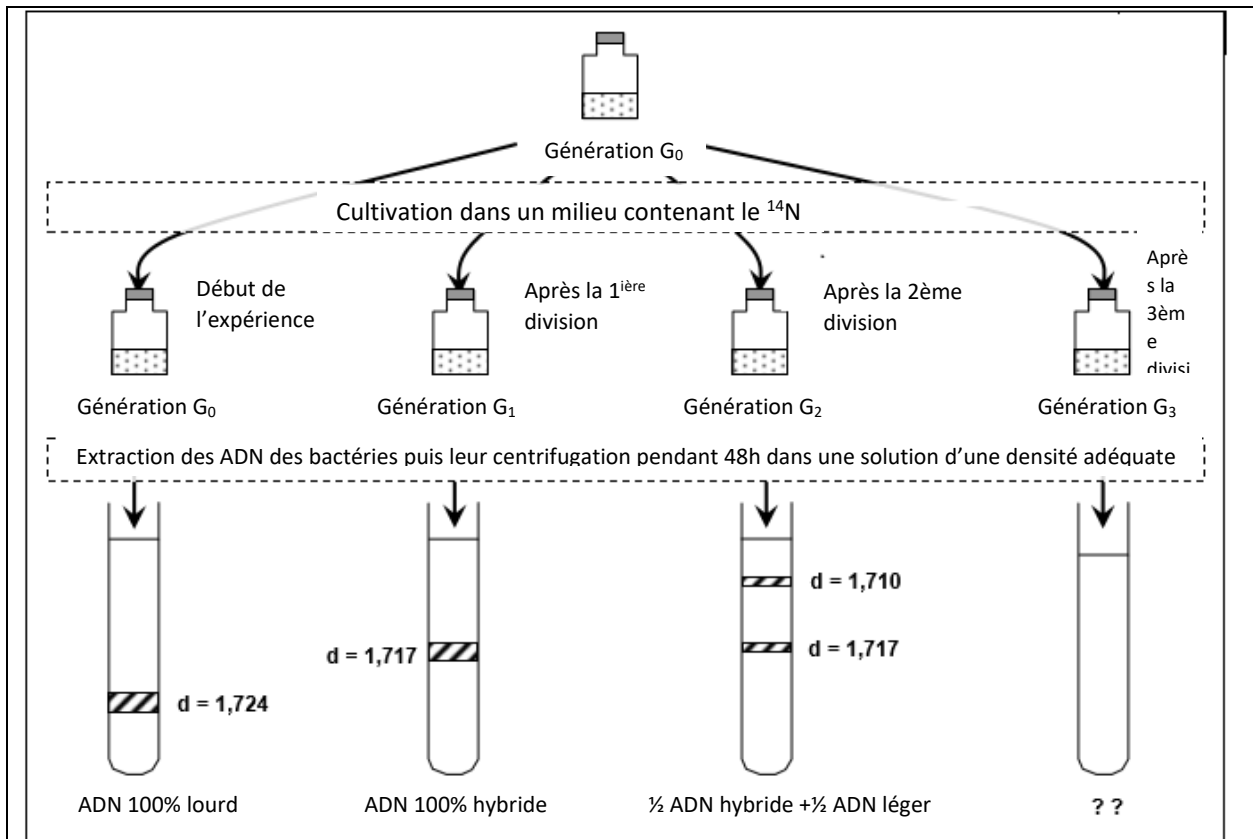 Génération G₀
Cultivation dans un milieu contenant le ¹⁴N
Début de
l'expérience
Après la 1ière
division
Après la 2ème
division
Aprè
s la
3èm
e
divisi
Génération G₀
Génération G₁
Génération G₂
Génération G₃
Extraction des ADN des bactéries puis leur centrifugation pendant 48h dans une solution d'une densité adéquate
d = 1,710
d = 1,717
d = 1,717
d = 1,724
ADN 100% lourd
ADN 100% hybride
½ ADN hybride +½ ADN léger
? ?